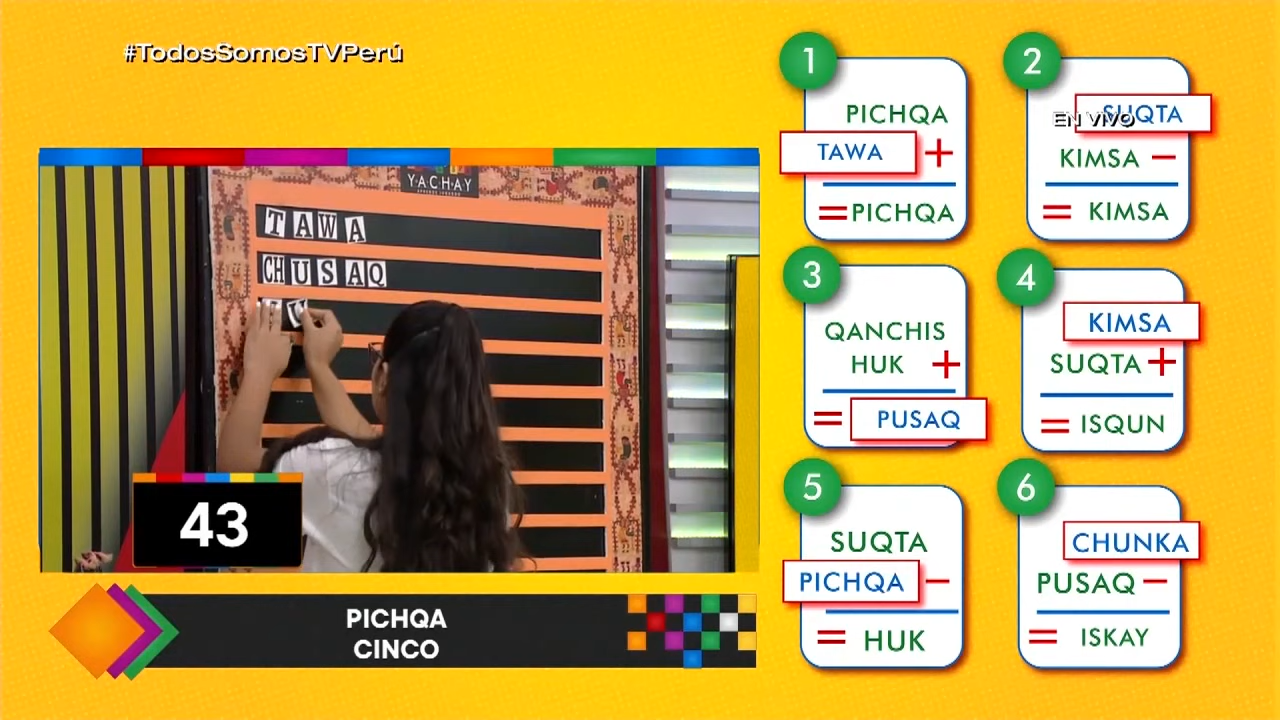 #TodosSomosTVPerú
YACHAY
TAWA
CHUSAQ
43
PICHQA
CINCO
1
PICHQA
TAWA +
=PICHQA
2
EN VIVO
SUQTA
KIMSA −
= KIMSA
3
QANCHIS
HUK +
= PUSAQ
4
KIMSA
SUQTA +
= ISQUN
5
SUQTA
PICHQA −
= HUK
6
CHUNKA
PUSAQ −
= ISKAY